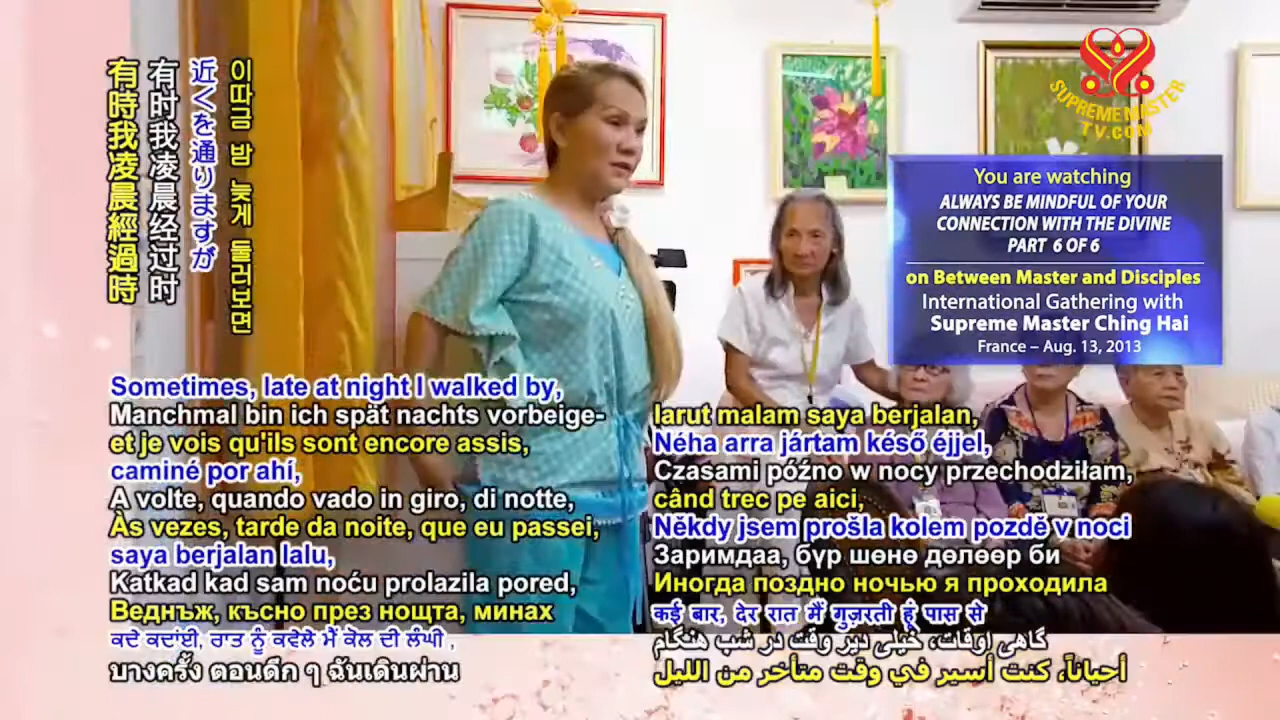 이따금 밤 늦게 둘러보면
近くを通りますが
有时我凌晨经过时
有時我凌晨經過時
SUPREME MASTER
TV.COM
You are watching
ALWAYS BE MINDFUL OF YOUR
CONNECTION WITH THE DIVINE
PART 6 OF 6
on Between Master and Disciples
International Gathering with
Supreme Master Ching Hai
France – Aug. 13, 2013
Sometimes, late at night I walked by,
Manchmal bin ich spät nachts vorbeige-
et je vois qu'ils sont encore assis,
caminé por ahí,
A volte, quando vado in giro, di notte,
Às vezes, tarde da noite, que eu passei,
saya berjalan lalu,
Katkad kad sam noću prolazila pored,
Веднъж, късно през нощта, минах
ਕਦੇ ਕਦਾਂਈ, ਰਾਤ ਨੂੰ ਕਵੇਲੇ ਮੈਂ ਕੋਲ ਦੀ ਲੰਘੀ ,
บางครั้ง ตอนดึก ๆ ฉันเดินผ่าน
larut malam saya berjalan,
Néha arra jártam késő éjjel,
Czasami późno w nocy przechodziłam,
când trec pe aici,
Někdy jsem prošla kolem pozdě v noci
Заримдаа, бүр шөнө дөлөөр би
Иногда поздно ночью я проходила
कई बार, देर रात मैं गुज़रती हूं पास से
گاهی اوقات، خیلی دیر وقت در شب هنگام
أحياناً، كنت أسير في وقت متأخر من الليل